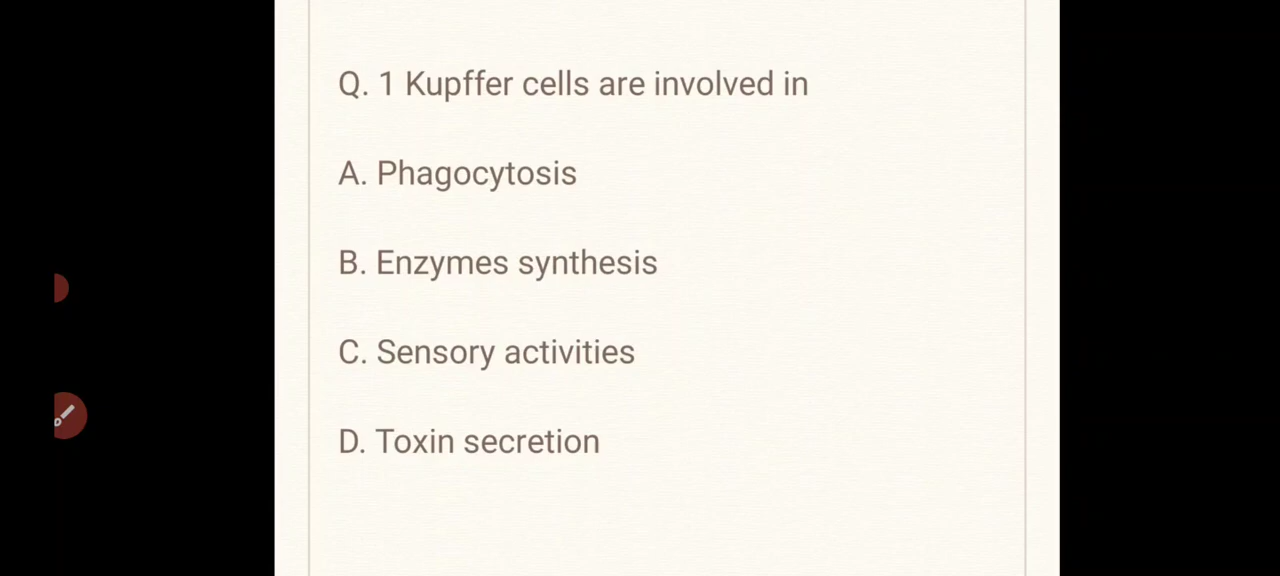 Q. 1 Kupffer cells are involved in
A. Phagocytosis
B. Enzymes synthesis
C. Sensory activities
D. Toxin secretion